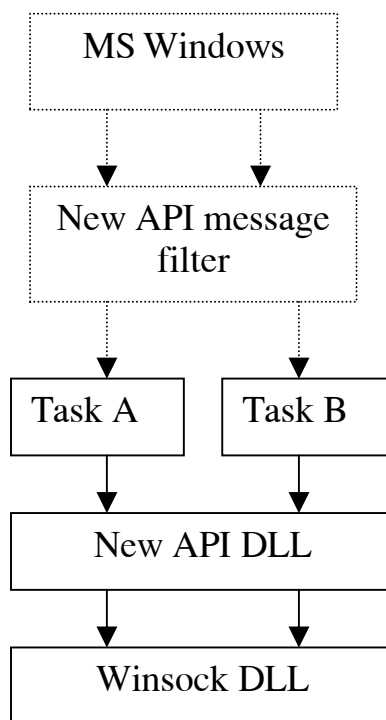 MS Windows
New API message
filter
Task A
Task B
New API DLL
Winsock DLL